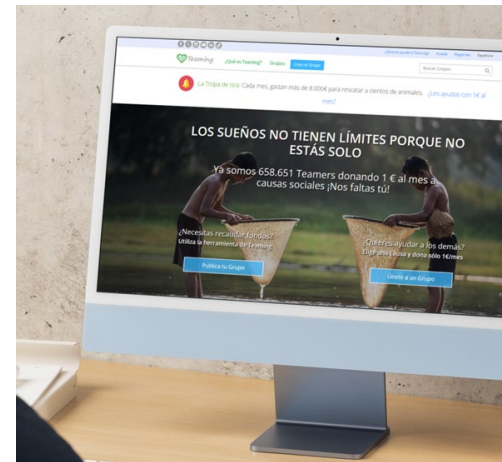 Teaming
¿Qué es Teaming? Grupos Crea un Grupo
Español
Buscar Grupos
La Tropa de Isra: Cada mes, gastan más de 8.000€ para rescatar a cientos de animales. ¿Les ayudas con 1€ al
mes?
LOS SUEÑOS NO TIENEN LÍMITES PORQUE NO
ESTÁS SOLO
Ya somos 658.651 Teamers donando 1 € al mes a
causas sociales ¡Nos faltas tú!
¿Necesitas recaudar fondos?
Utiliza la herramienta de Teaming
Publica tu Grupo
¿Quieres ayudar a los demás?
Elige una causa y dona sólo 1€/mes
Únete a un Grupo